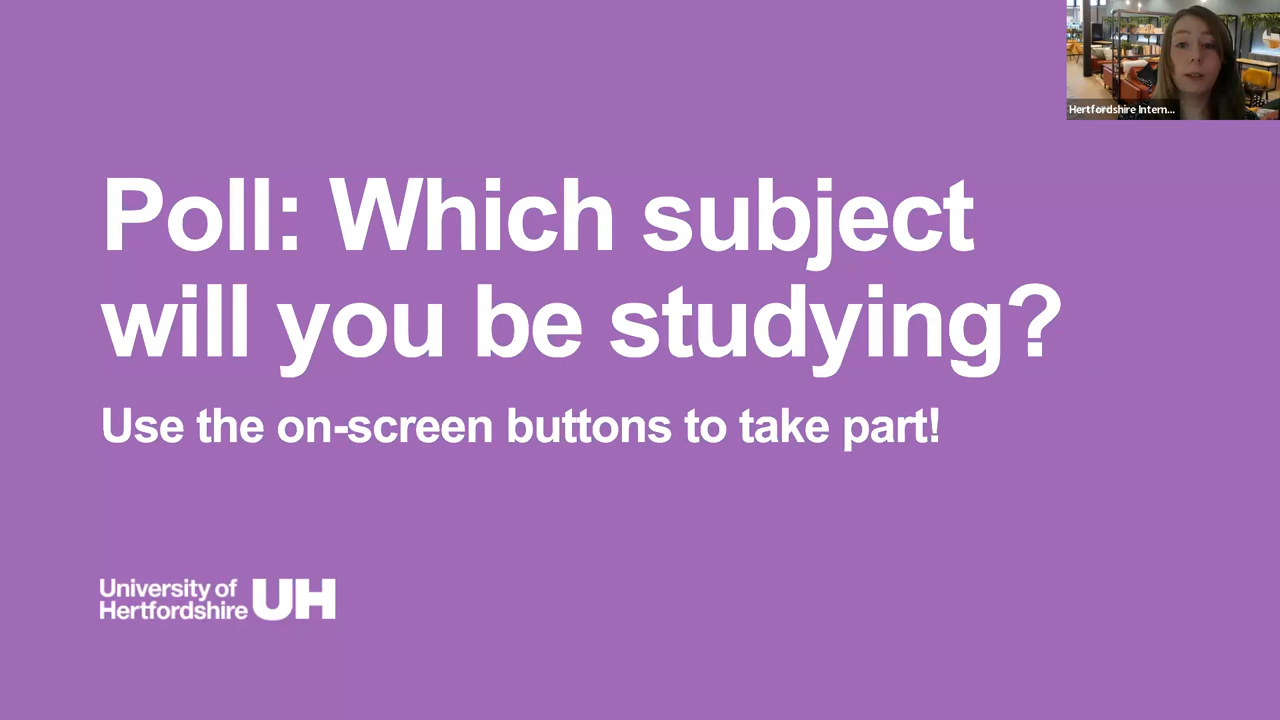 Hertfordshire Intern...
Poll: Which subject
will you be studying?
Use the on-screen buttons to take part!
University of
Hertfordshire UH